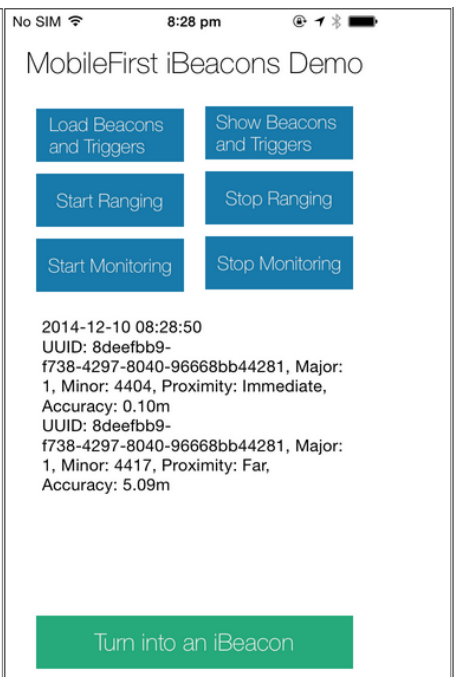 No SIM 8:28 pm
MobileFirst iBeacons Demo
Load Beacons and Triggers
Show Beacons and Triggers
Start Ranging
Stop Ranging
Start Monitoring
Stop Monitoring
2014-12-10 08:28:50
UUID: 8deefbb9-
f738-4297-8040-96668bb44281, Major:
1, Minor: 4404, Proximity: Immediate,
Accuracy: 0.10m
UUID: 8deefbb9-
f738-4297-8040-96668bb44281, Major:
1, Minor: 4417, Proximity: Far,
Accuracy: 5.09m
Turn into an iBeacon